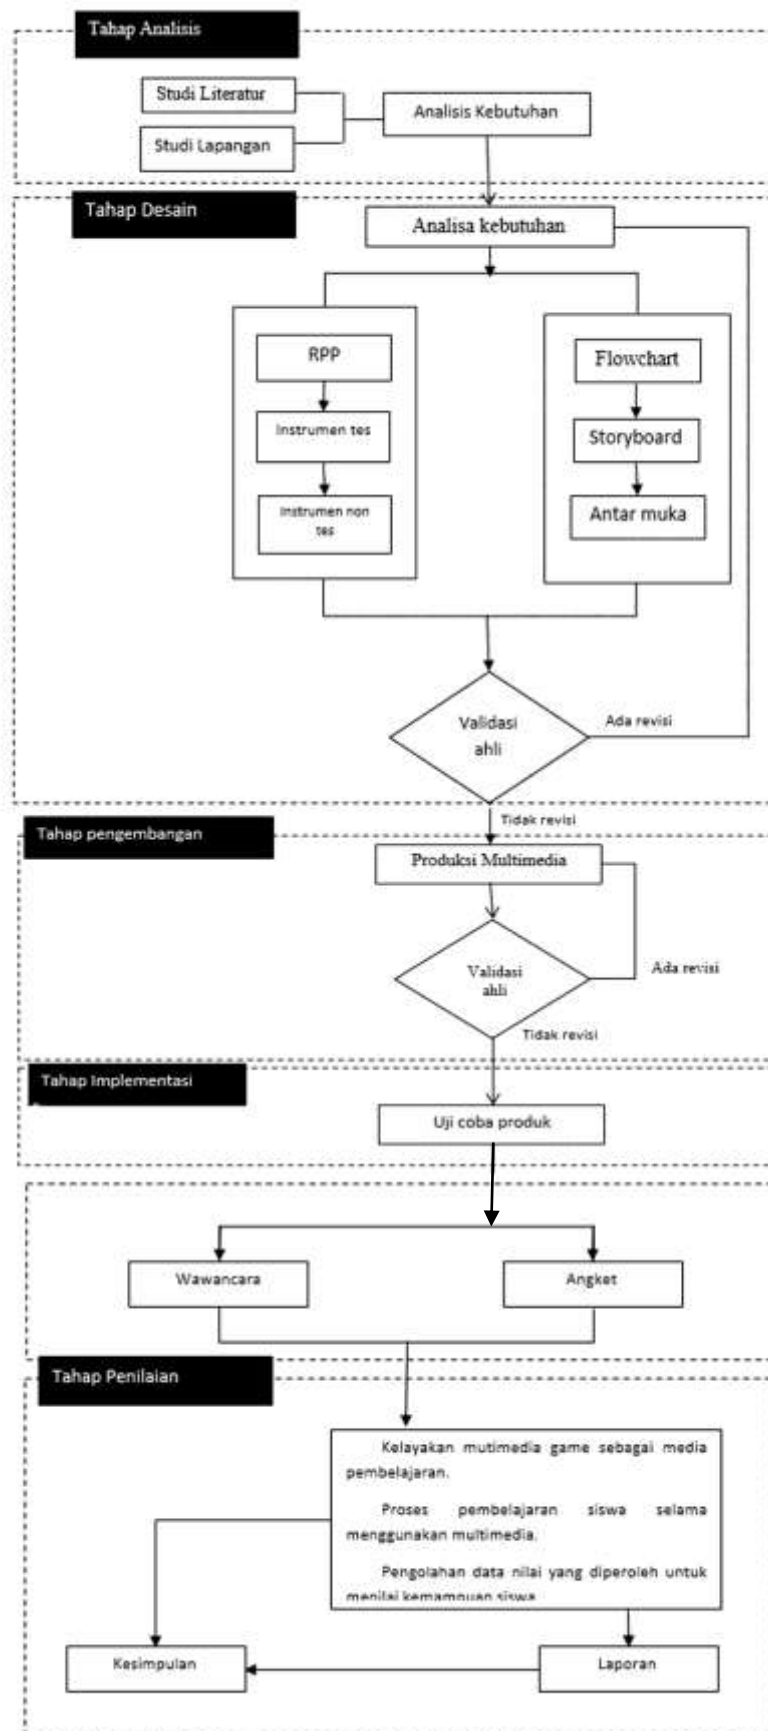 Tahap Analisis
Studi Literatur
Analisis Kebutuhan
Studi Lapangan
Tahap Desain
Analisa kebutuhan
RPP
Instrumen tes
Instrumen non
tes
Flowchart
Storyboard
Antar muka
Validasi
ahli
Ada revisi
Tidak revisi
Tahap pengembangan
Produksi Multimedia
Validasi
ahli
Ada revisi
Tidak revisi
Tahap Implementasi
Uji coba produk
Wawancara
Angket
Tahap Penilaian
Kelayakan mutimedia game sebagai media
pembelajaran.
Proses pembelajaran siswa selama
menggunakan multimedia.
Pengolahan data nilai yang diperoleh untuk
menilai kemampuan siswa
Kesimpulan
Laporan